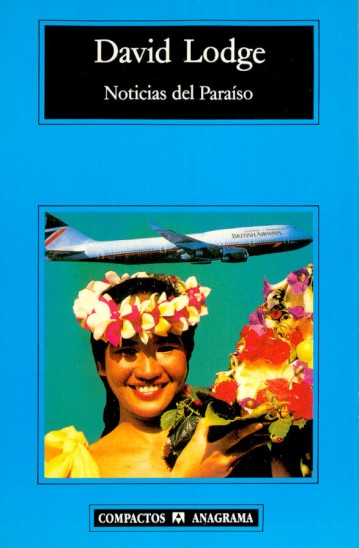 David Lodge
Noticias del Paraíso
BRITISH AIRWAYS
COMPACTOS ANAGRAMA